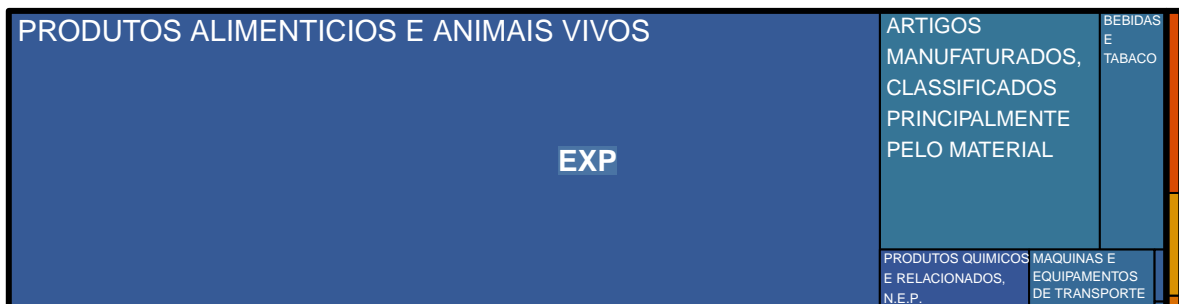 PRODUTOS ALIMENTICIOS E ANIMAIS VIVOS
EXP
ARTIGOS
MANUFATURADOS,
CLASSIFICADOS
PRINCIPALMENTE
PELO MATERIAL
BEBIDAS
E
TABACO
PRODUTOS QUIMICOS
E RELACIONADOS,
N.E.P.
MAQUINAS E
EQUIPAMENTOS
DE TRANSPORTE